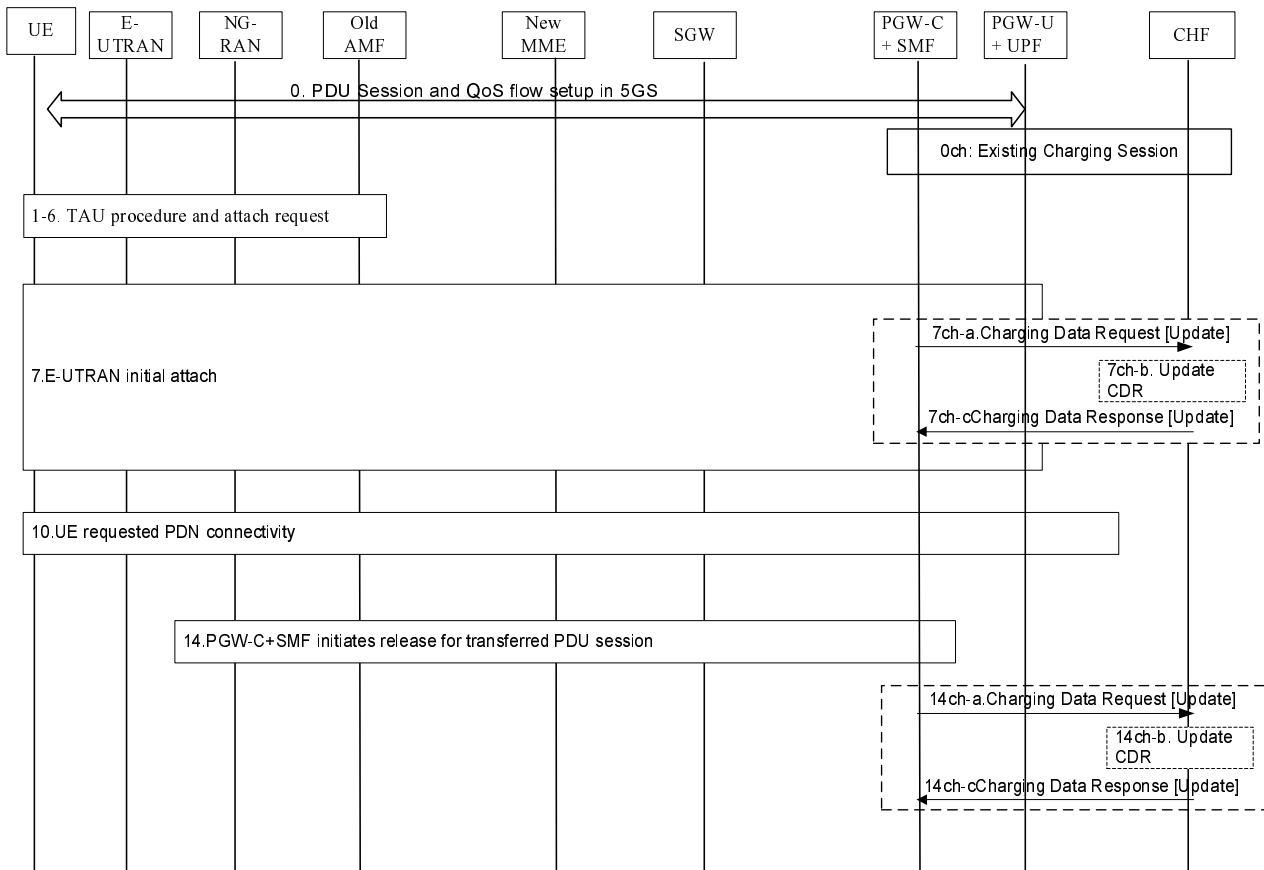 UE
E-
UTRAN
NG-
RAN
Old
AMF
New
MME
SGW
PGW-C
+ SMF
PGW-U
+ UPF
CHF
0. PDU Session and QoS flow setup in 5GS
0ch: Existing Charging Session
1-6. TAU procedure and attach request
7ch-a.Charging Data Request [Update]
7.E-UTRAN initial attach
7ch-b. Update
CDR
7ch-cCharging Data Response [Update]
10.UE requested PDN connectivity
14.PGW-C+SMF initiates release for transferred PDU session
14ch-a.Charging Data Request [Update]
14ch-b. Update
CDR
14ch-cCharging Data Response [Update]